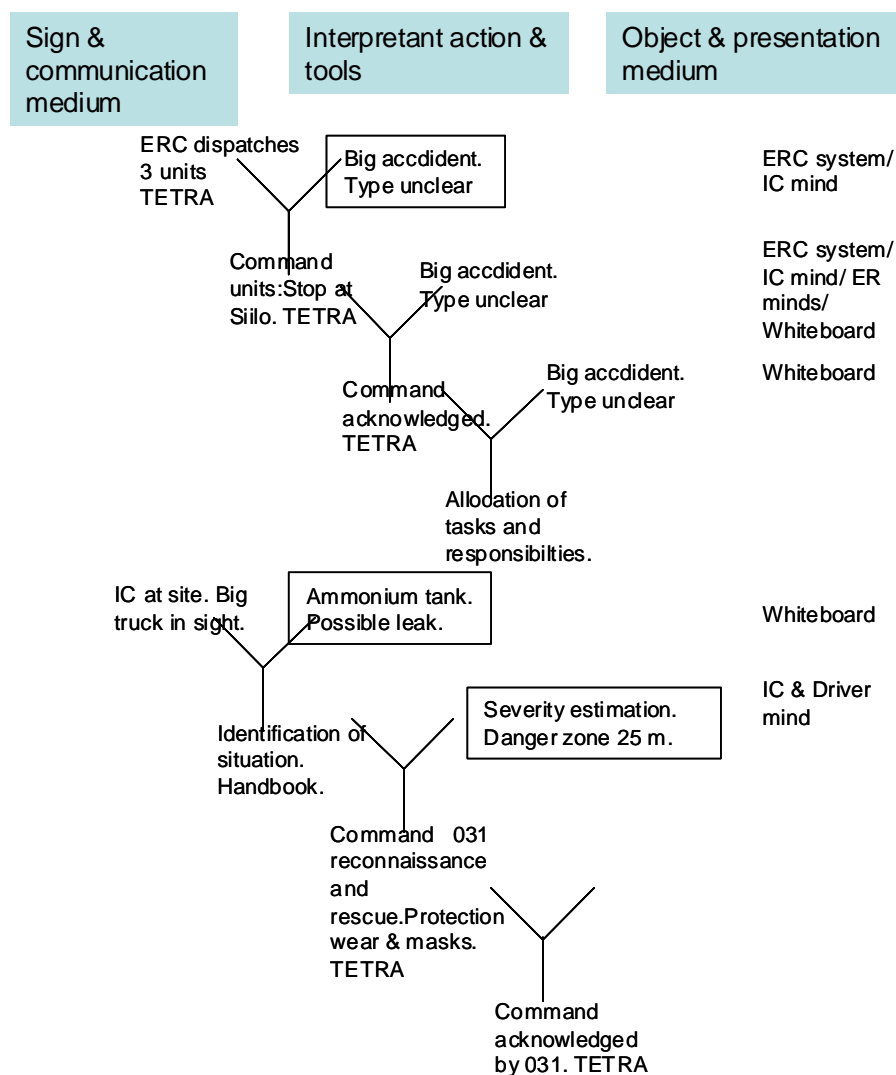 Sign &
communication
medium
Interpretant action &
tools
Object & presentation
medium
ERC dispatches
3 units
TETRA
Big accdident.
Type unclear
ERC system/
IC mind
Command
units:Stop at
Siilo. TETRA
Big accdident.
Type unclear
ERC system/
IC mind/ ER
minds/
Whiteboard
Command
acknowledged.
TETRA
Big accdident.
Type unclear
Whiteboard
Allocation of
tasks and
responsibilties.
IC at site. Big
truck in sight.
Ammonium tank.
Possible leak.
Whiteboard
Identification of
situation.
Handbook.
Severity estimation.
Danger zone 25 m.
IC & Driver
mind
Command 031
reconnaissance
and
rescue.Protection
wear & masks.
TETRA
Command
acknowledged
by 031. TETRA